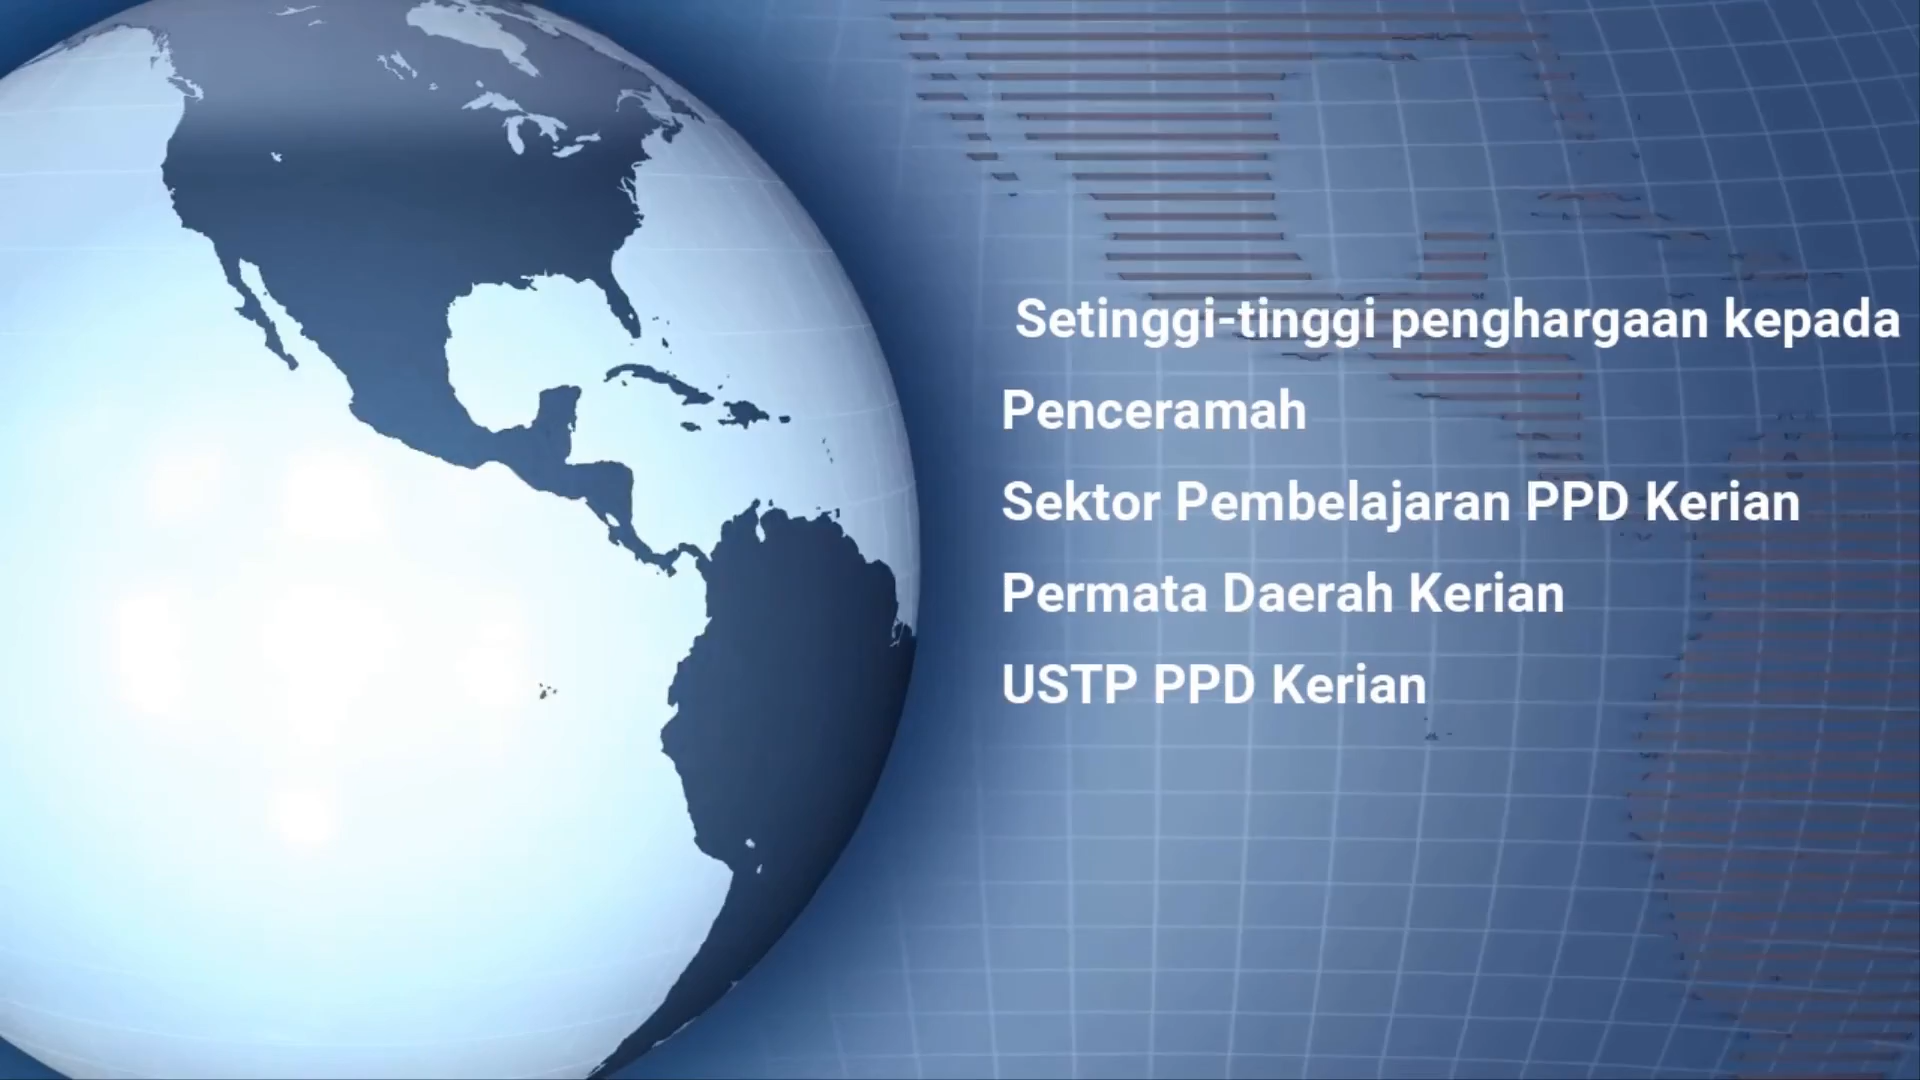 Setinggi-tinggi penghargaan kepada
Penceramah
Sektor Pembelajaran PPD Kerian
Permata Daerah Kerian
USTP PPD Kerian